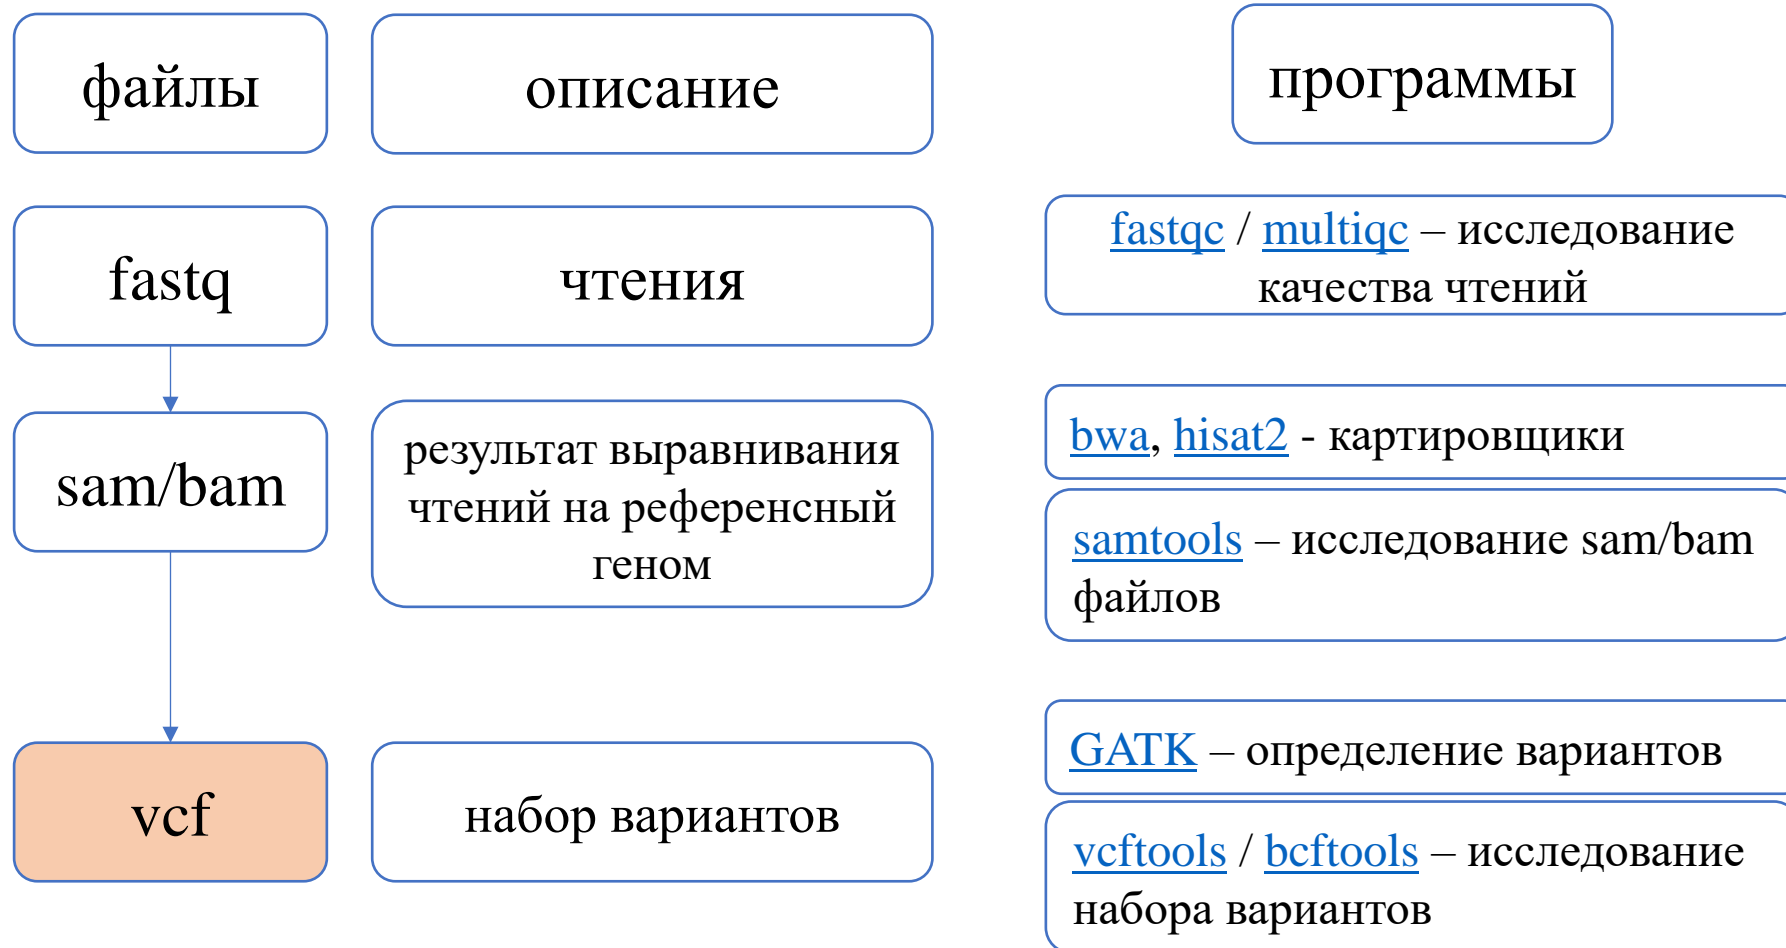 файлы
описание
программы
fastq
чтения
fastqc / multiqc – исследование
качества чтений
sam/bam
результат выравнивания
чтений на референсный
геном
bwa, hisat2 - картировщики
samtools – исследование sam/bam
файлов
vcf
набор вариантов
GATK – определение вариантов
vcftools / bcftools – исследование
набора вариантов